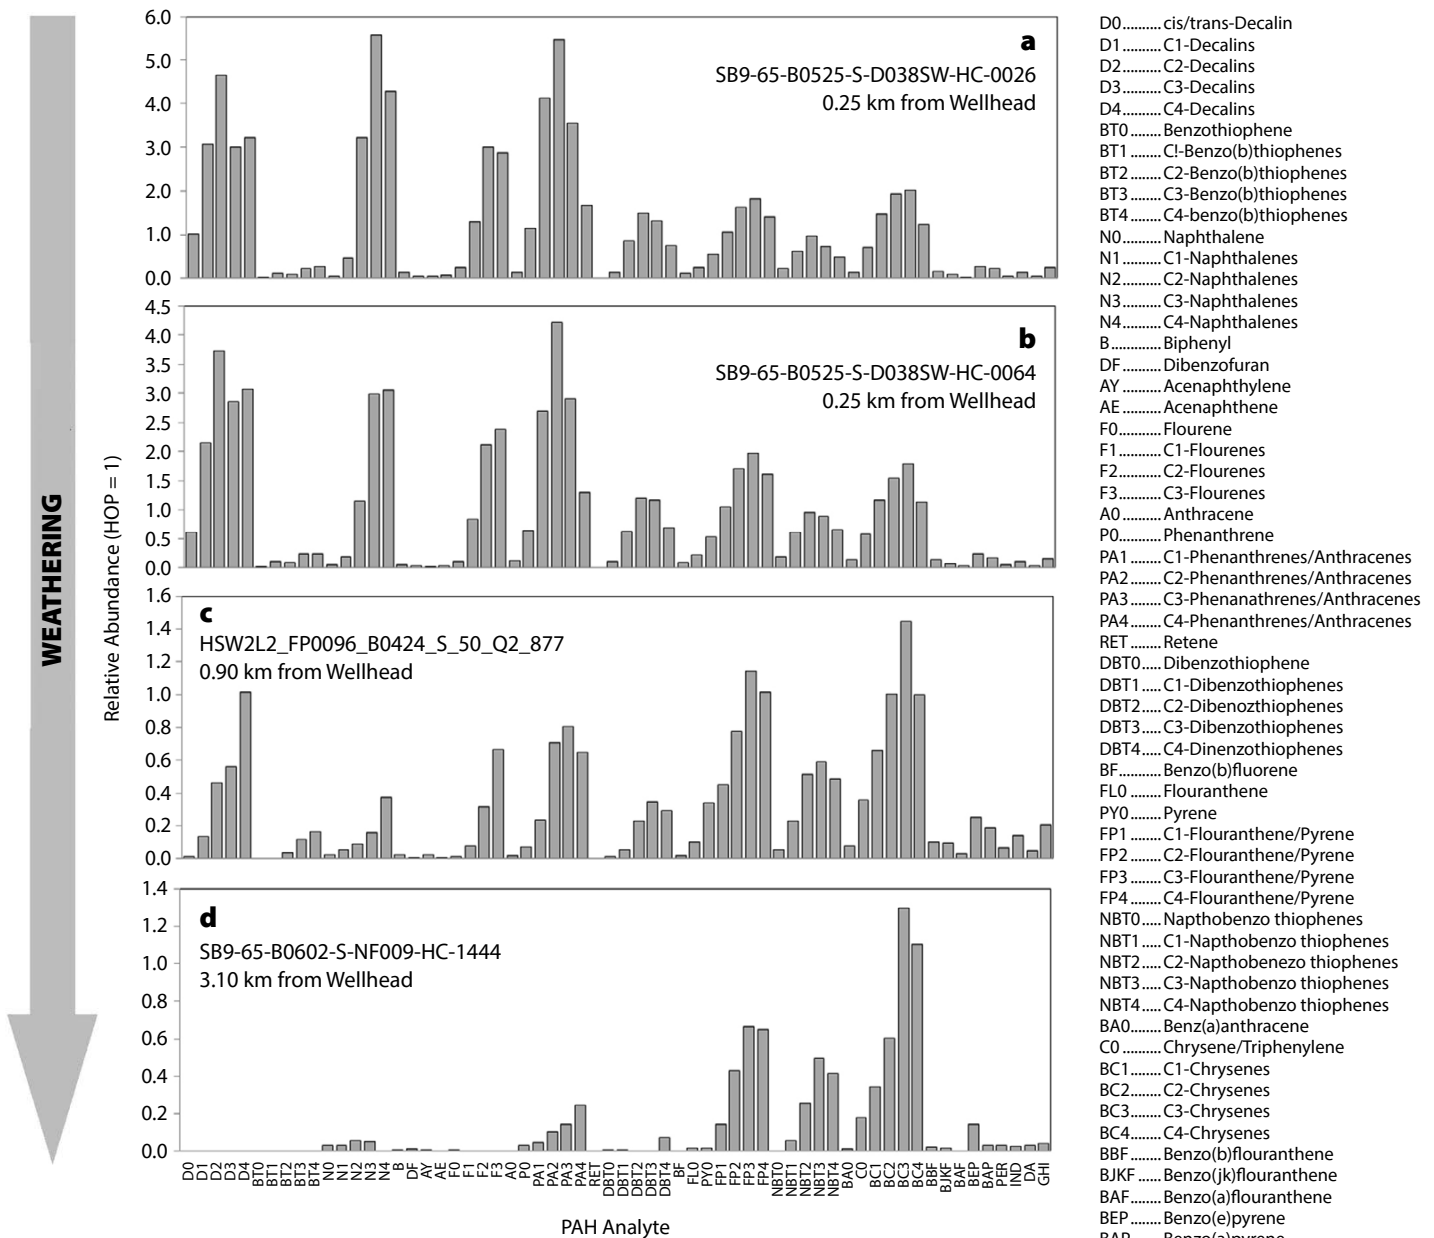 WEATHERING
Relative Abundance (HOP = 1)
6.0
5.0
4.0
3.0
2.0
1.0
0.0
a
SB9-65-B0525-S-D038SW-HC-0026
0.25 km from Wellhead
4.5
4.0
3.5
3.0
2.5
2.0
1.5
1.0
0.5
0.0
b
SB9-65-B0525-S-D038SW-HC-0064
0.25 km from Wellhead
1.6
1.4
1.2
1.0
0.8
0.6
0.4
0.2
0.0
c
HSW2L2_FP0096_B0424_S_50_Q2_877
0.90 km from Wellhead
1.4
1.2
1.0
0.8
0.6
0.4
0.2
0.0
d
SB9-65-B0602-S-NF009-HC-1444
3.10 km from Wellhead
D0 D1 D2 D3 D4 BT0 BT1 BT2 BT3 BT4 N0 N1 N2 N3 N4 B DF AY AE F0 F1 F2 F3 A0 P0 PA1 PA2 PA3 PA4 RET DBT0 DBT1 DBT2 DBT3 DBT4 BF FL0 PY0 FP1 FP2 FP3 FP4 NBT0 NBT1 NBT2 NBT3 NBT4 BA0 C0 BC1 BC2 BC3 BC4 BBF BJKF BAF BEP BAP PER IND DA GHI
PAH Analyte
D0..........cis/trans-Decalin
D1..........C1-Decalins
D2..........C2-Decalins
D3..........C3-Decalins
D4..........C4-Decalins
BT0........Benzothiophene
BT1........C!-Benzo(b)thiophenes
BT2........C2-Benzo(b)thiophenes
BT3........C3-Benzo(b)thiophenes
BT4........C4-benzo(b)thiophenes
N0..........Naphthalene
N1..........C1-Naphthalenes
N2..........C2-Naphthalenes
N3..........C3-Naphthalenes
N4..........C4-Naphthalenes
B.............Biphenyl
DF..........Dibenzofuran
AY..........Acenaphthylene
AE..........Acenaphthene
F0...........Flourene
F1...........C1-Flourenes
F2...........C2-Flourenes
F3...........C3-Flourenes
A0..........Anthracene
P0...........Phenanthrene
PA1........C1-Phenanthrenes/Anthracenes
PA2........C2-Phenanthrenes/Anthracenes
PA3........C3-Phenanathrenes/Anthracenes
PA4........C4-Phenanthrenes/Anthracenes
RET........Retene
DBT0.....Dibenzothiophene
DBT1.....C1-Dibenzothiophenes
DBT2.....C2-Dibenozthiophenes
DBT3.....C3-Dibenzothiophenes
DBT4.....C4-Dinenzothiophenes
BF...........Benzo(b)fluorene
FL0........Flouranthene
PY0........Pyrene
FP1........C1-Flouranthene/Pyrene
FP2........C2-Flouranthene/Pyrene
FP3........C3-Flouranthene/Pyrene
FP4........C4-Flouranthene/Pyrene
NBT0.....Napthobenzo thiophenes
NBT1.....C1-Napthobenzo thiophenes
NBT2.....C2-Napthobenezo thiophenes
NBT3.....C3-Napthobenzo thiophenes
NBT4.....C4-Napthobenzo thiophenes
BA0........Benz(a)anthracene
C0..........Chrysene/Triphenylene
BC1........C1-Chrysenes
BC2........C2-Chrysenes
BC3........C3-Chrysenes
BC4........C4-Chrysenes
BBF........Benzo(b)flouranthene
BJKF......Benzo(jk)flouranthene
BAF........Benzo(a)flouranthene
BEP........Benzo(e)pyrene
BAP........Benzo(a)pyrene